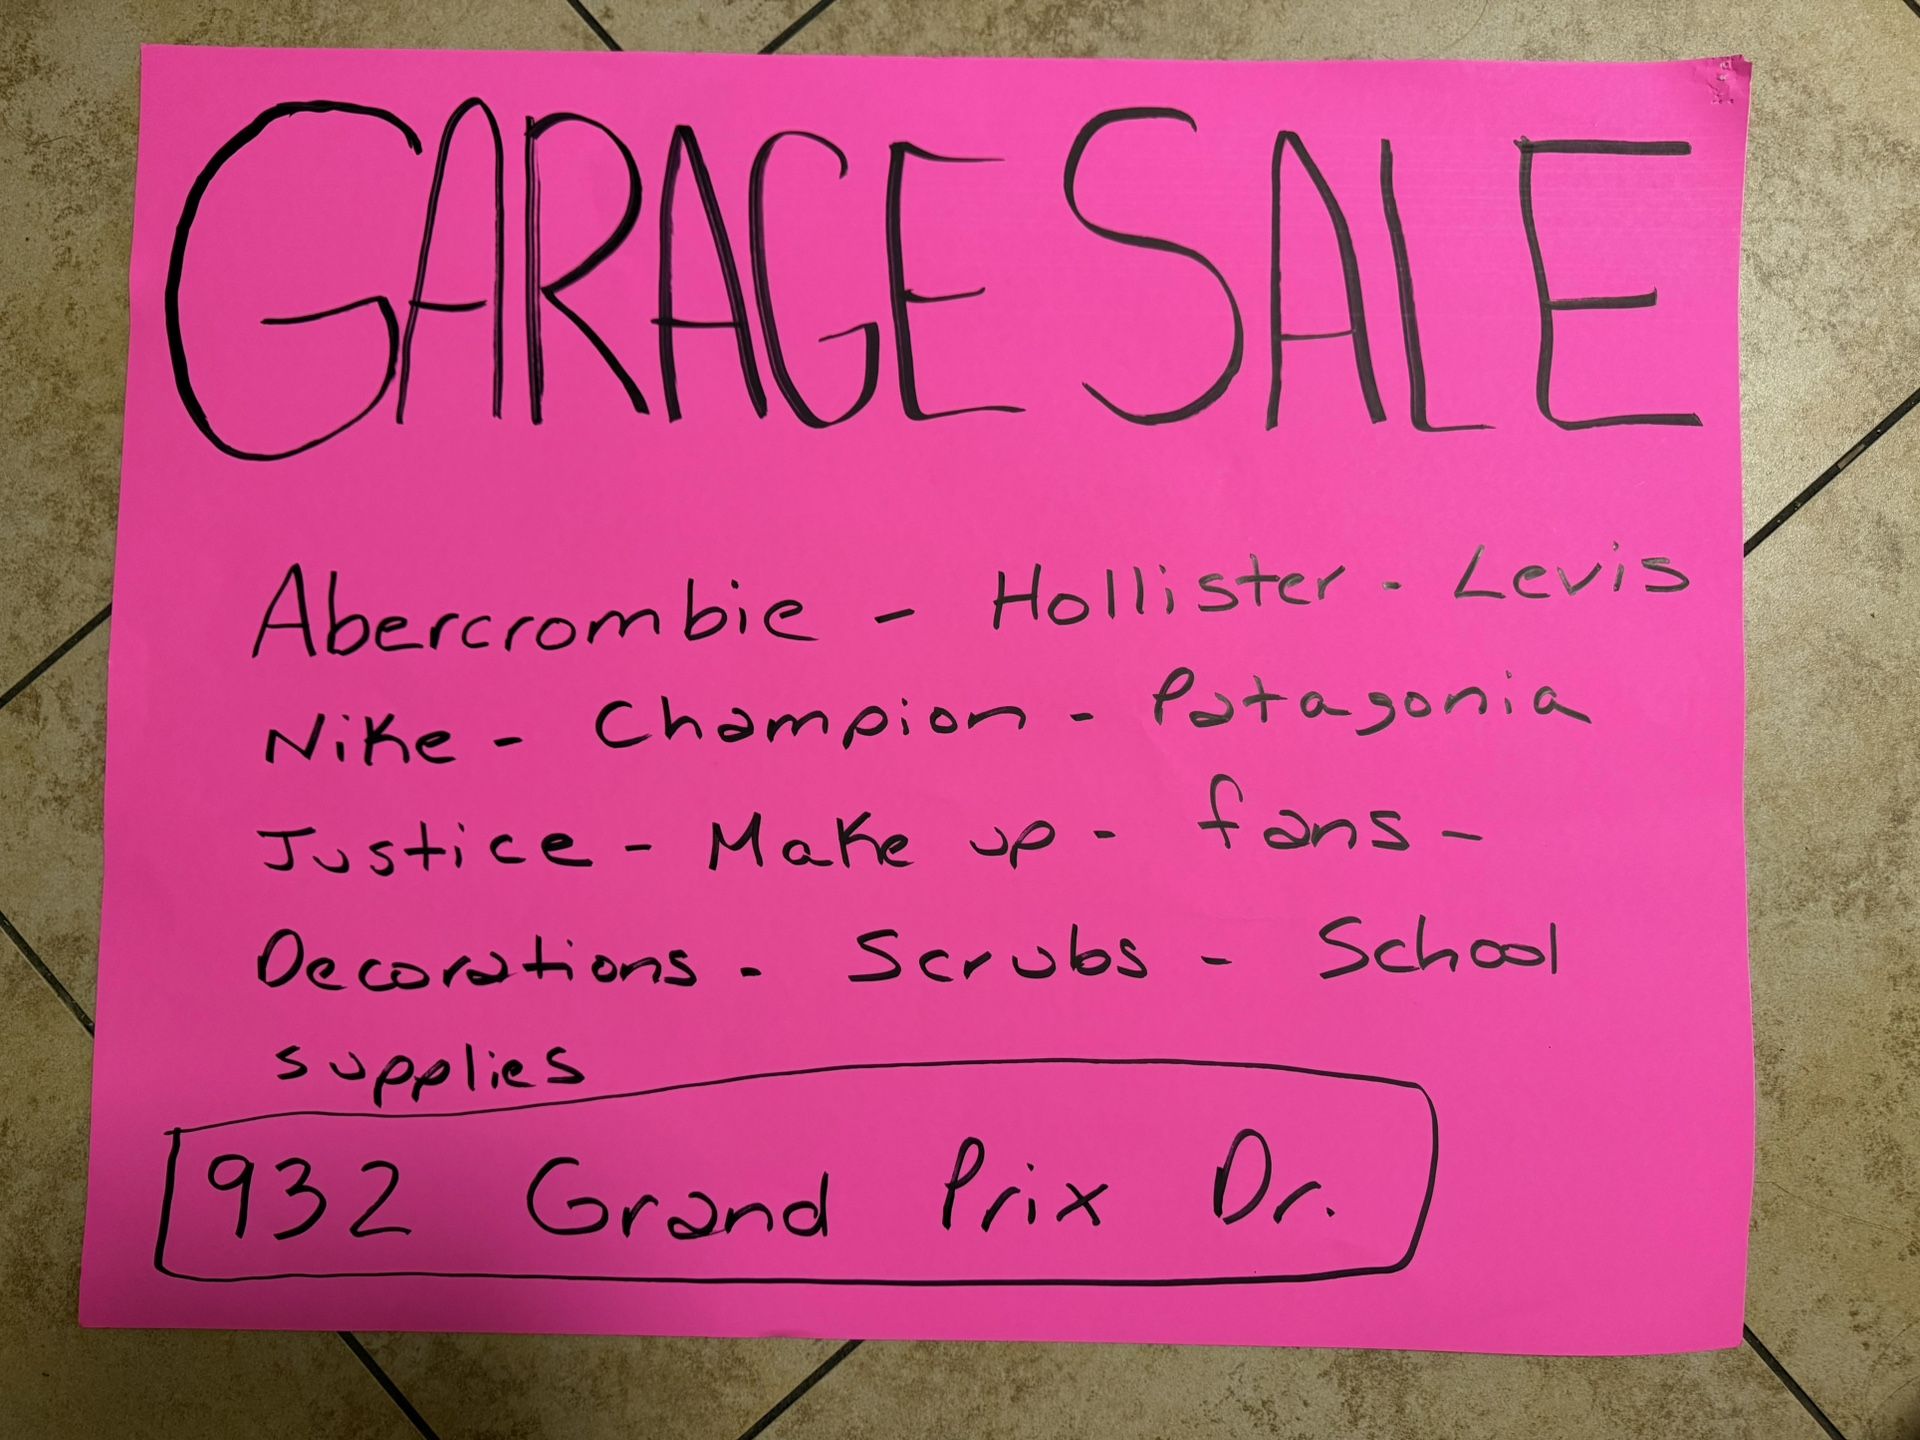 GARAGE SALE
Abercrombie - Hollister - Levis
Nike - Champion - Patagonia
Justice - Make up - fans -
Decorations - Scrubs - School
supplies
932 Grand Prix Dr.